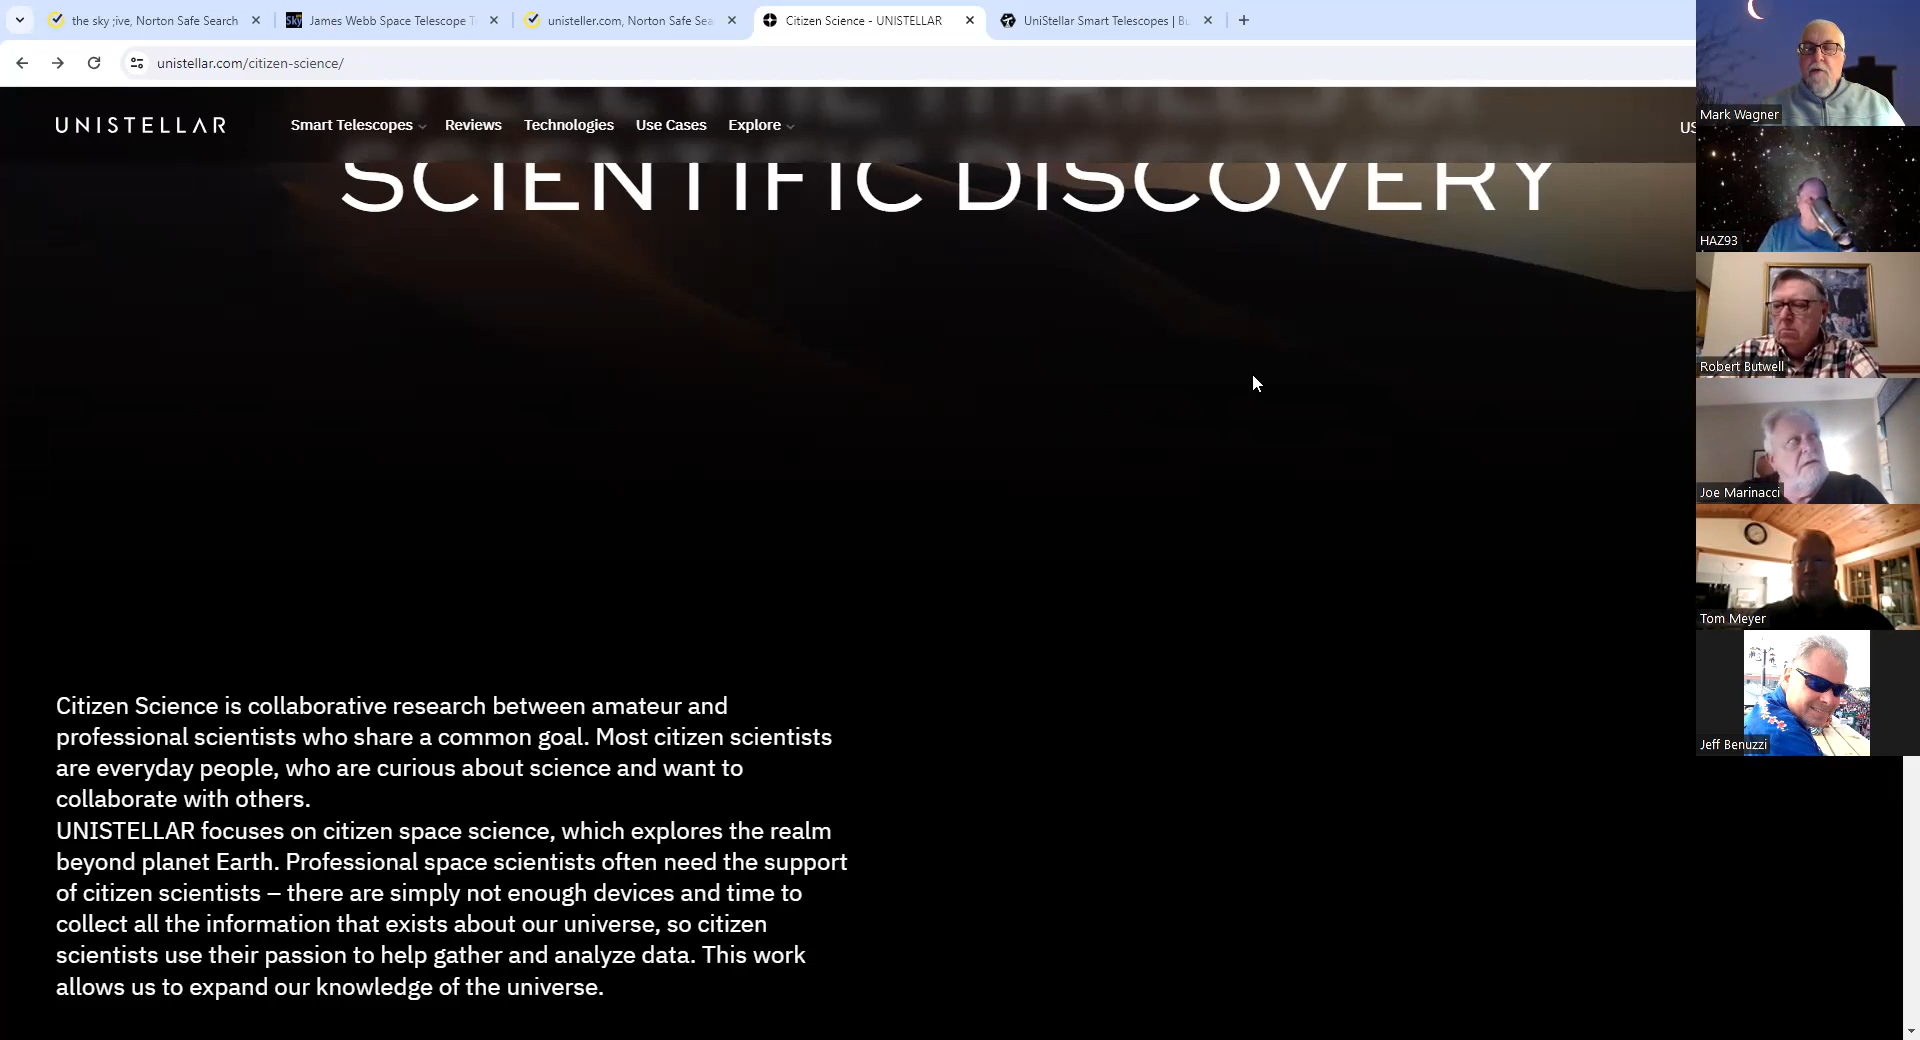 the sky ;ive, Norton Safe Search
James Webb Space Telescope T
unisteller.com, Norton Safe Sea
Citizen Science - UNISTELLAR
UniStellar Smart Telescopes | Bu
unistellar.com/citizen-science/
UNISTELLAR
Smart Telescopes
Reviews
Technologies
Use Cases
Explore
US
SCIENTIFIC DISCOVERY
Citizen Science is collaborative research between amateur and
professional scientists who share a common goal. Most citizen scientists
are everyday people, who are curious about science and want to
collaborate with others.
UNISTELLAR focuses on citizen space science, which explores the realm
beyond planet Earth. Professional space scientists often need the support
of citizen scientists – there are simply not enough devices and time to
collect all the information that exists about our universe, so citizen
scientists use their passion to help gather and analyze data. This work
allows us to expand our knowledge of the universe.
Mark Wagner
HAZ93
Robert Butwell
Joe Marinacci
Tom Meyer
Jeff Benuzzi